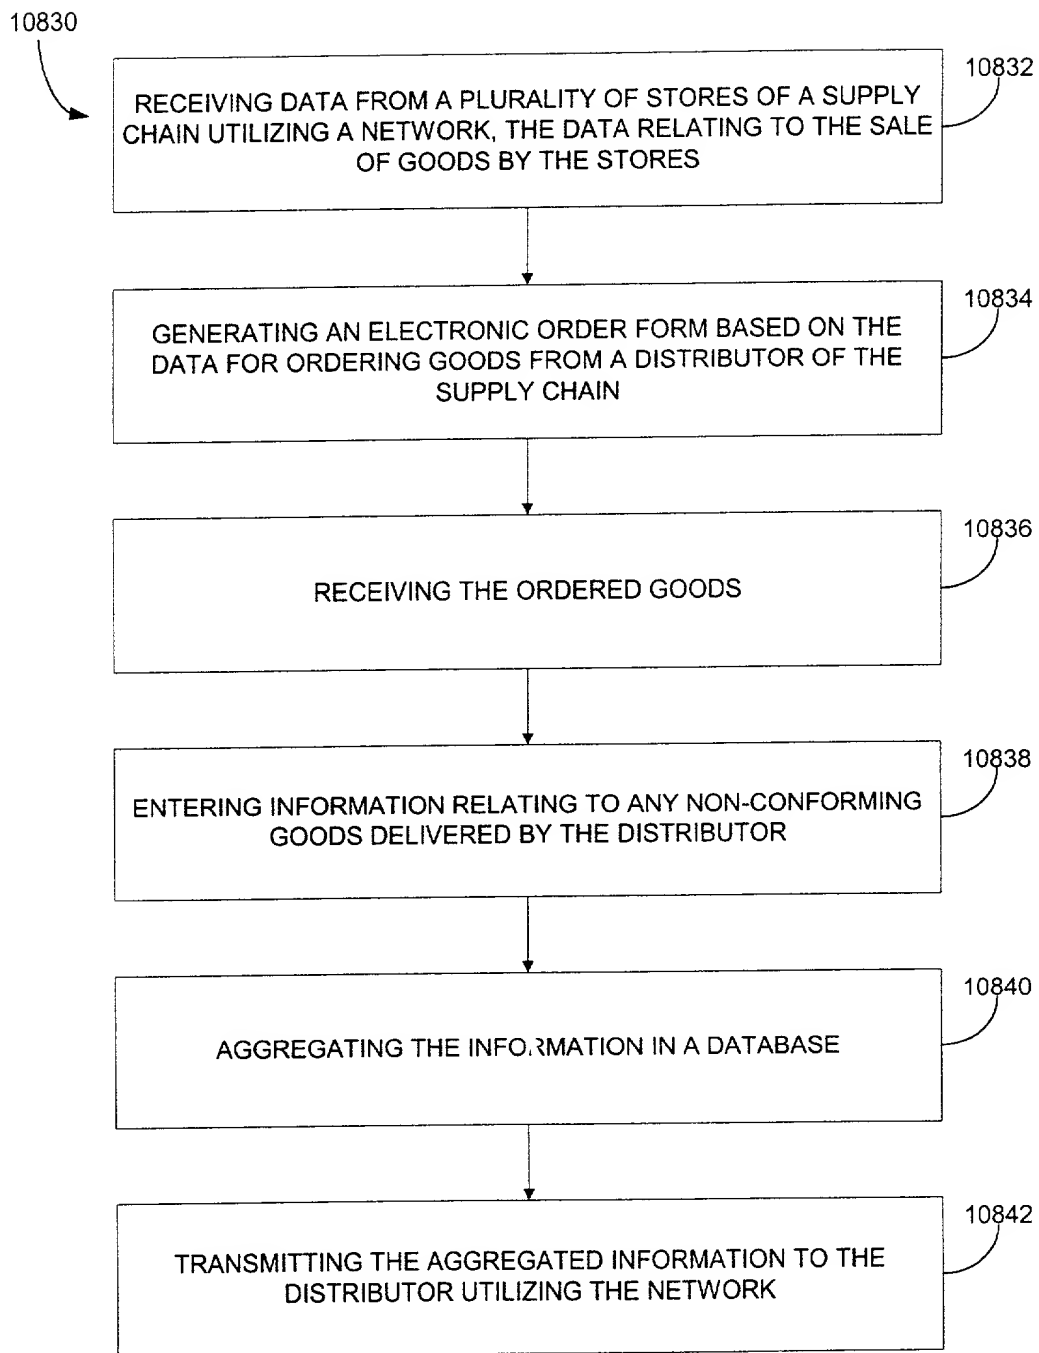 10830
10832
RECEIVING DATA FROM A PLURALITY OF STORES OF A SUPPLY
CHAIN UTILIZING A NETWORK, THE DATA RELATING TO THE SALE
OF GOODS BY THE STORES
10834
GENERATING AN ELECTRONIC ORDER FORM BASED ON THE
DATA FOR ORDERING GOODS FROM A DISTRIBUTOR OF THE
SUPPLY CHAIN
10836
RECEIVING THE ORDERED GOODS
10838
ENTERING INFORMATION RELATING TO ANY NON-CONFORMING
GOODS DELIVERED BY THE DISTRIBUTOR
10840
AGGREGATING THE INFORMATION IN A DATABASE
10842
TRANSMITTING THE AGGREGATED INFORMATION TO THE
DISTRIBUTOR UTILIZING THE NETWORK